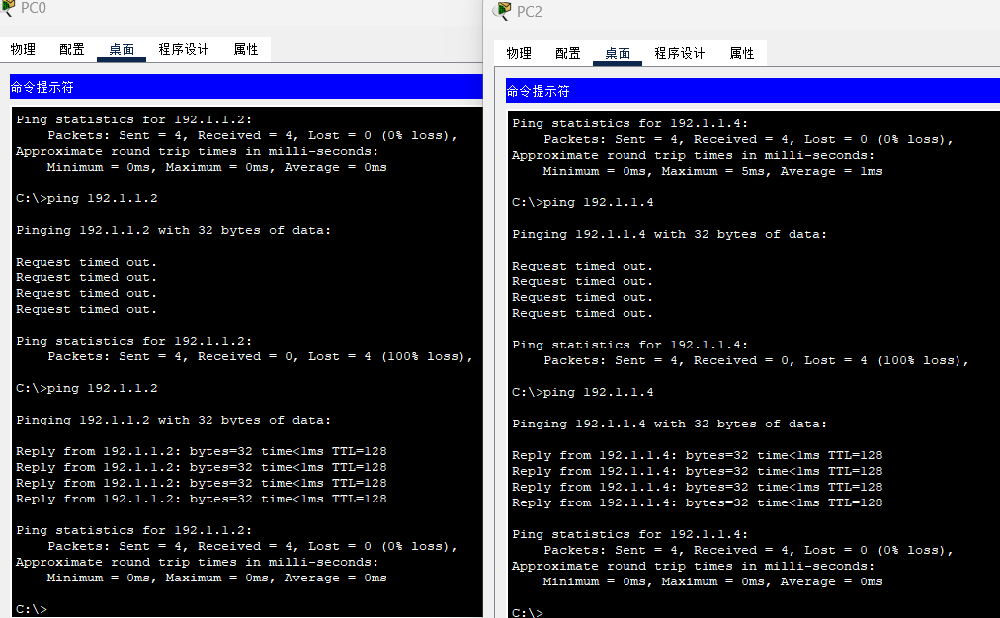 PC0
物理 配置 桌面 程序设计 属性
命令提示符
Ping statistics for 192.1.1.2:
Packets: Sent = 4, Received = 4, Lost = 0 (0% loss),
Approximate round trip times in milli-seconds:
Minimum = 0ms, Maximum = 0ms, Average = 0ms
C:\>ping 192.1.1.2
Pinging 192.1.1.2 with 32 bytes of data:
Request timed out.
Request timed out.
Request timed out.
Request timed out.
Ping statistics for 192.1.1.2:
Packets: Sent = 4, Received = 0, Lost = 4 (100% loss),
C:\>ping 192.1.1.2
Pinging 192.1.1.2 with 32 bytes of data:
Reply from 192.1.1.2: bytes=32 time<1ms TTL=128
Reply from 192.1.1.2: bytes=32 time<1ms TTL=128
Reply from 192.1.1.2: bytes=32 time<1ms TTL=128
Reply from 192.1.1.2: bytes=32 time<1ms TTL=128
Ping statistics for 192.1.1.2:
Packets: Sent = 4, Received = 4, Lost = 0 (0% loss),
Approximate round trip times in milli-seconds:
Minimum = 0ms, Maximum = 0ms, Average = 0ms
C:\>
PC2
物理 配置 桌面 程序设计 属性
命令提示符
Ping statistics for 192.1.1.4:
Packets: Sent = 4, Received = 4, Lost = 0 (0% loss),
Approximate round trip times in milli-seconds:
Minimum = 0ms, Maximum = 5ms, Average = 1ms
C:\>ping 192.1.1.4
Pinging 192.1.1.4 with 32 bytes of data:
Request timed out.
Request timed out.
Request timed out.
Request timed out.
Ping statistics for 192.1.1.4:
Packets: Sent = 4, Received = 0, Lost = 4 (100% loss),
C:\>ping 192.1.1.4
Pinging 192.1.1.4 with 32 bytes of data:
Reply from 192.1.1.4: bytes=32 time<1ms TTL=128
Reply from 192.1.1.4: bytes=32 time<1ms TTL=128
Reply from 192.1.1.4: bytes=32 time<1ms TTL=128
Reply from 192.1.1.4: bytes=32 time<1ms TTL=128
Ping statistics for 192.1.1.4:
Packets: Sent = 4, Received = 4, Lost = 0 (0% loss),
Approximate round trip times in milli-seconds:
Minimum = 0ms, Maximum = 0ms, Average = 0ms
C:\>